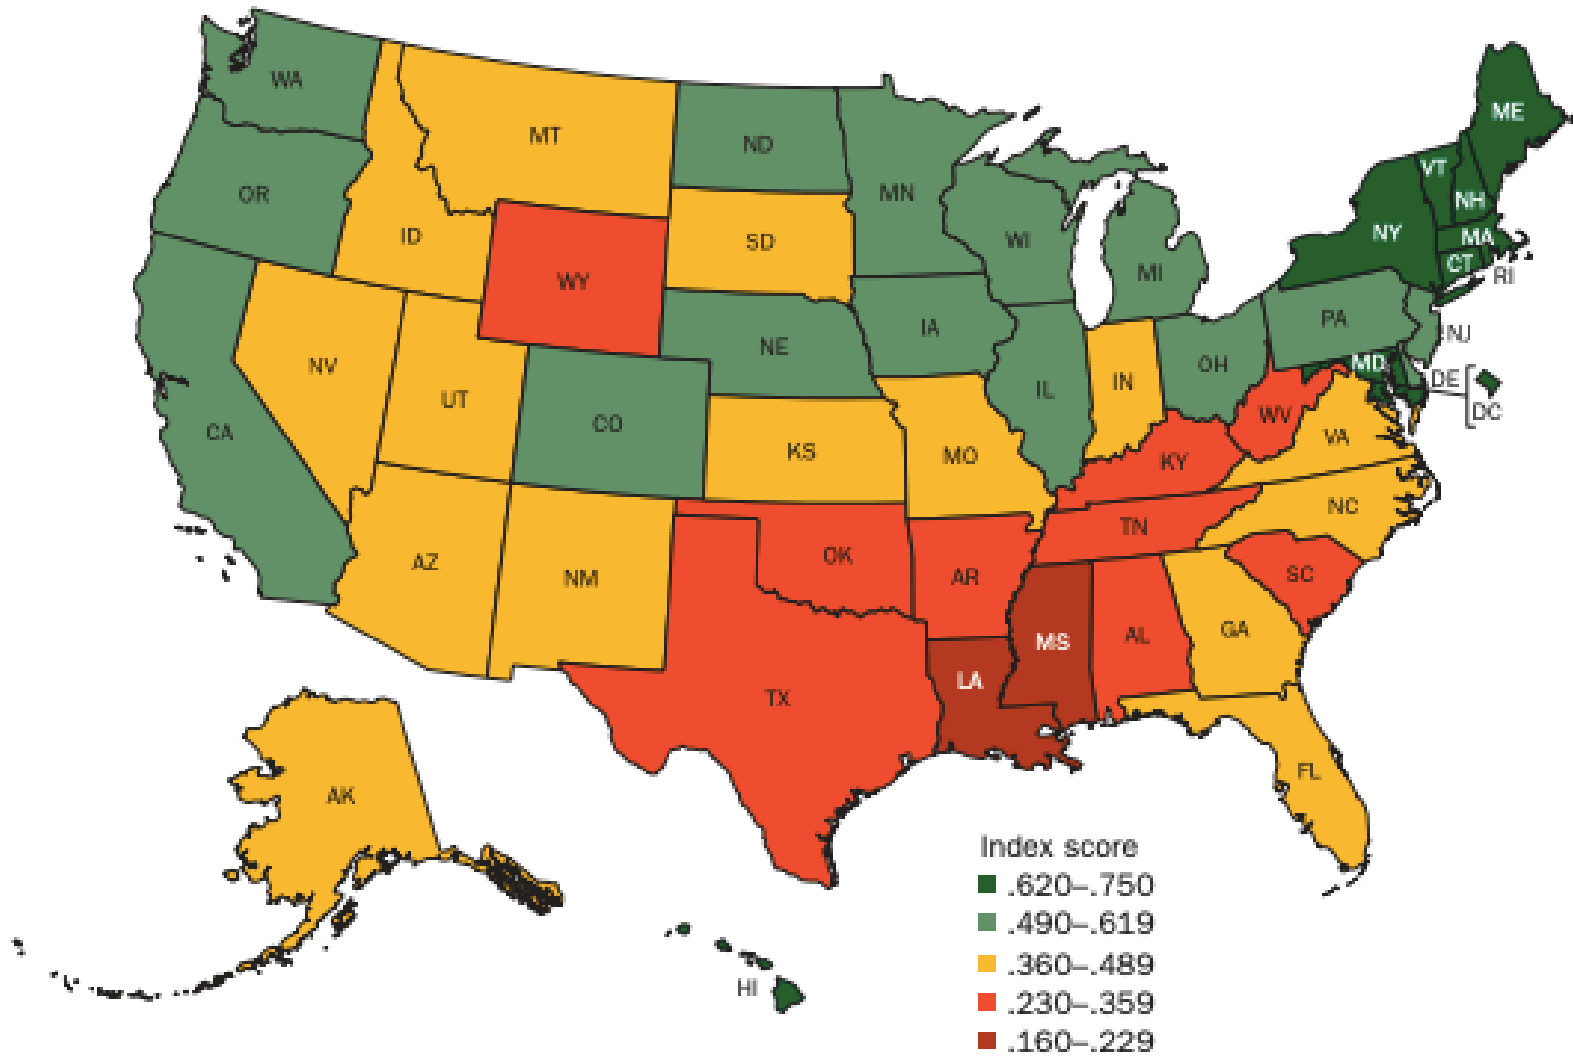 WA
MT
ND
MN
OR
ID
SD
WI
MI
WY
ME
VT
NH
NY
MA
CT
RI
IA
NE
PA
NJ
NV
UT
CO
IL
IN
OH
MD
DE
DC
CA
KS
MO
WV
VA
KY
NC
AZ
NM
OK
AR
TN
SC
MS
AL
GA
LA
TX
FL
AK
HI
Index score
.620–.750
.490–.619
.360–.489
.230–.359
.160–.229